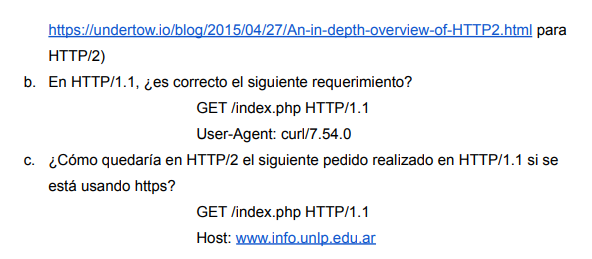 https://undertow.io/blog/2015/04/27/An-in-depth-overview-of-HTTP2.html para
HTTP/2)
b. En HTTP/1.1, ¿es correcto el siguiente requerimiento?
GET /index.php HTTP/1.1
User-Agent: curl/7.54.0
c. ¿Cómo quedaría en HTTP/2 el siguiente pedido realizado en HTTP/1.1 si se
está usando https?
GET /index.php HTTP/1.1
Host: www.info.unlp.edu.ar